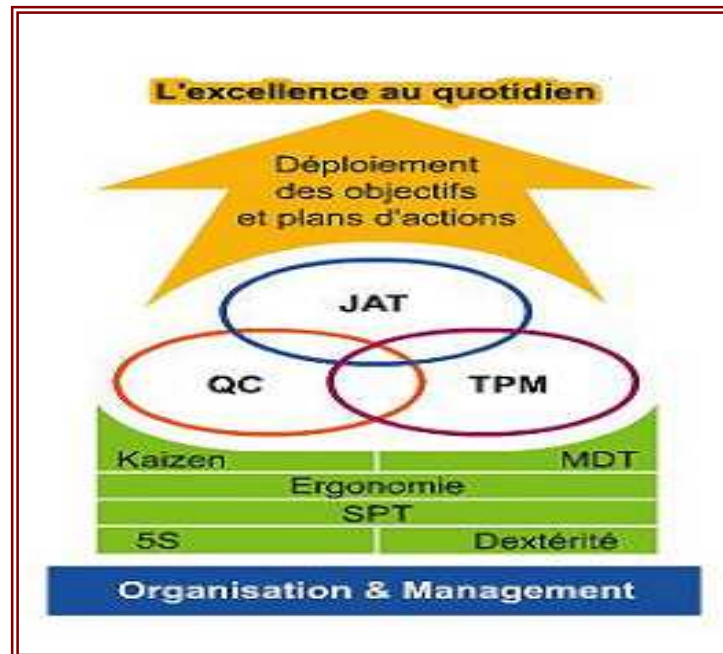 L'excellence au quotidien
Déploiement
des objectifs
et plans d'actions
JAT
QC TPM
Kaizen MDT
Ergonomie
SPT
5S Dextérité
Organisation & Management